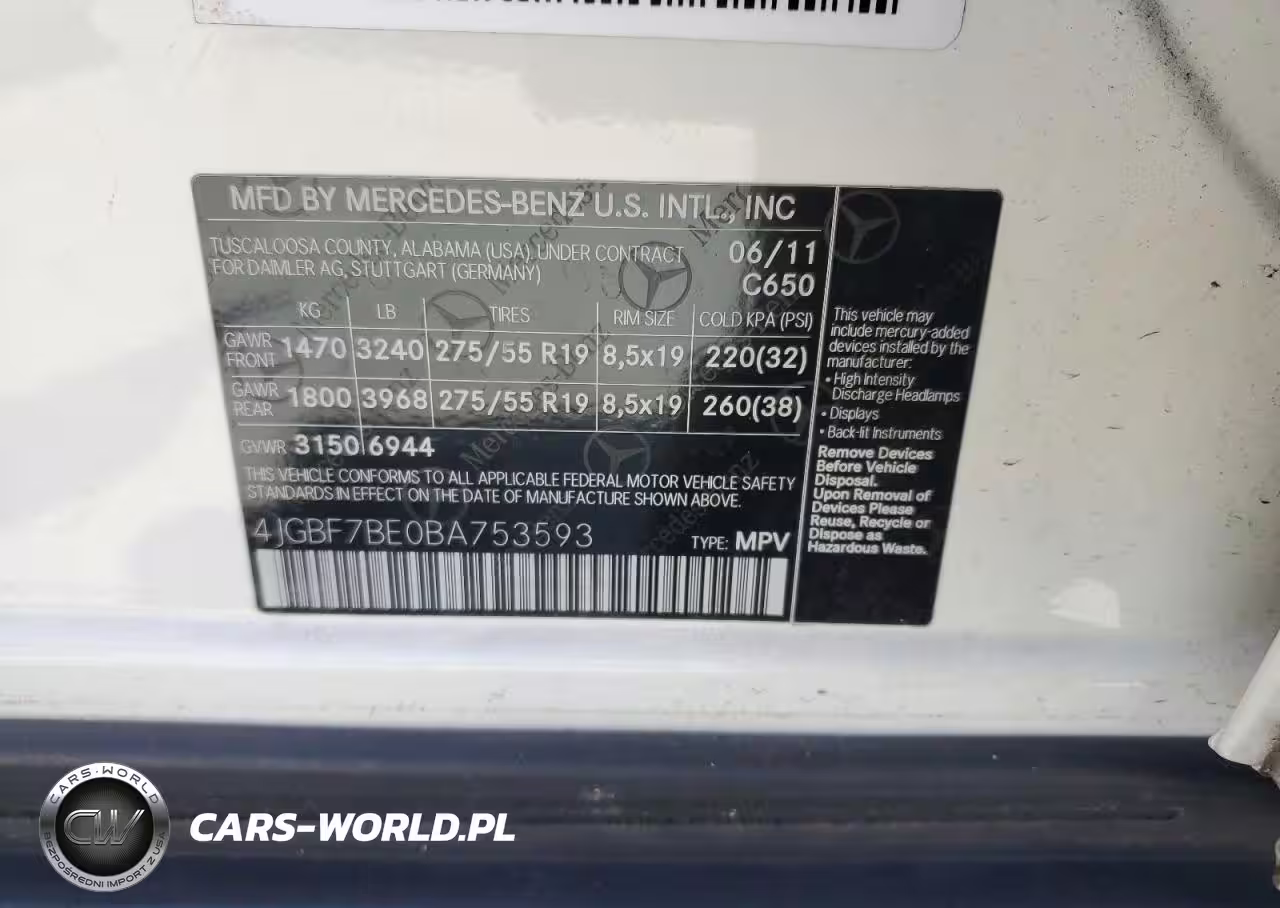 MFD BY MERCEDES-BENZ U.S. INTL., INC
TUSCALOOSA COUNTY, ALABAMA (USA) UNDER CONTRACT
FOR DAIMLER AG, STUTTGART (GERMANY)
06/11
C650
KG LB TIRES RIM SIZE COLD KPA (PSI)
GAWR FRONT 1470 3240 275/55 R19 8,5x19 220(32)
GAWR REAR 1800 3968 275/55 R19 8,5x19 260(38)
GVWR 3150 6944
THIS VEHICLE CONFORMS TO ALL APPLICABLE FEDERAL MOTOR VEHICLE SAFETY
STANDARDS IN EFFECT ON THE DATE OF MANUFACTURE SHOWN ABOVE.
4JGBF7BE0BA753593 TYPE: MPV
This vehicle may
include mercury-added
devices installed by the
manufacturer:
• High Intensity
Discharge Headlamps
• Displays
• Back-lit Instruments
Remove Devices
Before Vehicle
Disposal.
Upon Removal of
Devices Please
Reuse, Recycle or
Dispose as
Hazardous Waste.
CARS-WORLD
CW
BEZPOŚREDNI IMPORT Z USA
CARS-WORLD.PL